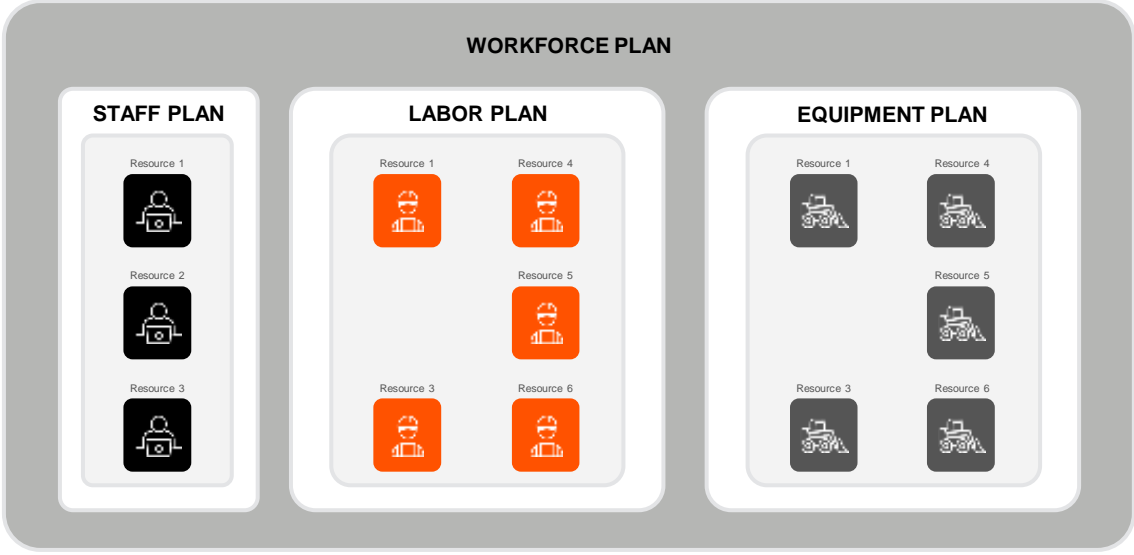 WORKFORCE PLAN
STAFF PLAN
Resource 1
Resource 2
Resource 3
LABOR PLAN
Resource 1
Resource 4
Resource 5
Resource 3
Resource 6
EQUIPMENT PLAN
Resource 1
Resource 4
Resource 5
Resource 3
Resource 6